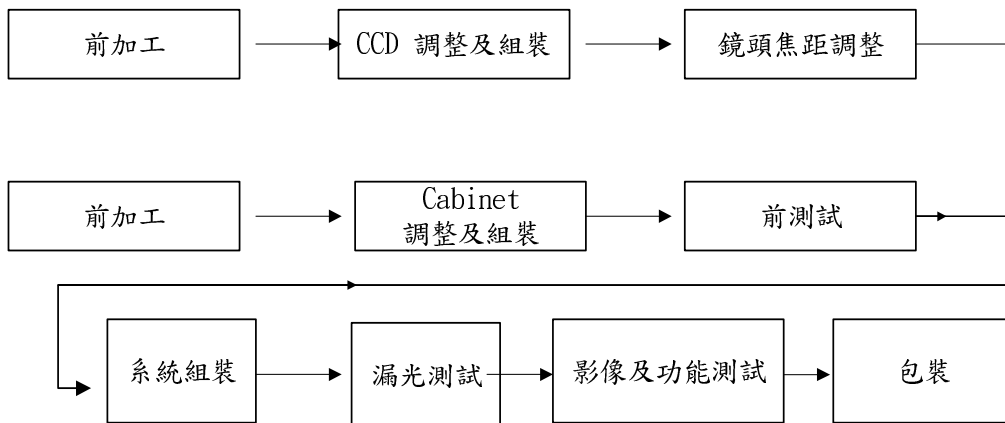 前加工
CCD 調整及組裝
鏡頭焦距調整
前加工
Cabinet
調整及組裝
前測試
系統組裝
漏光測試
影像及功能測試
包裝